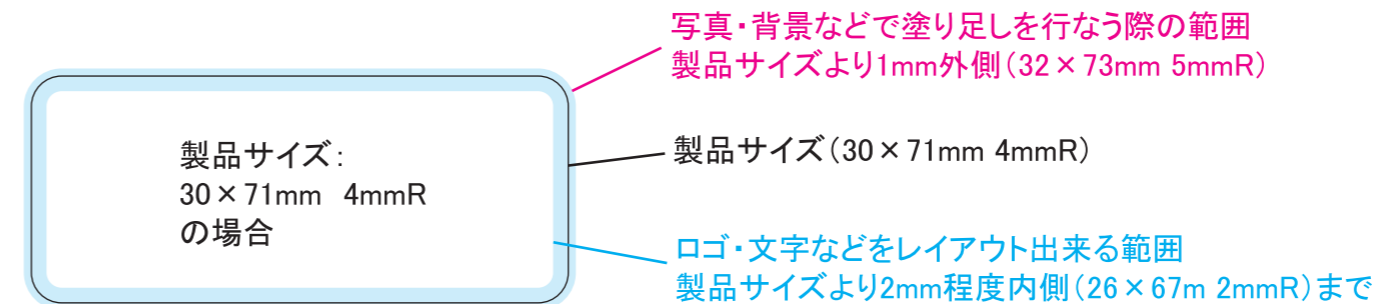 写真・背景などで塗り足しを行なう際の範囲
製品サイズより1mm外側（32×73mm 5mmR）
製品サイズ：
30×71mm　4mmR
の場合
製品サイズ（30×71mm 4mmR）
ロゴ・文字などをレイアウト出来る範囲
製品サイズより2mm程度内側（26×67m 2mmR）まで